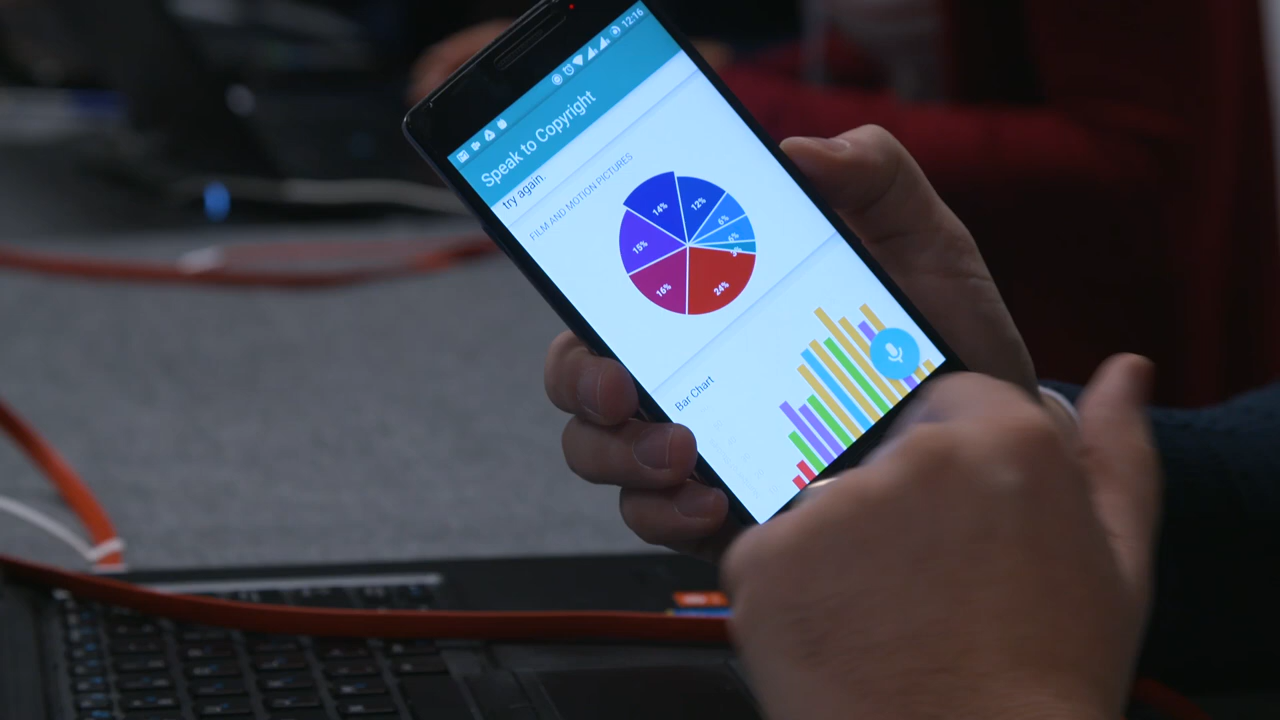 12:16
Speak to Copyright
try again.
FILM AND MOTION PICTURES
14%
12%
6%
6%
3%
24%
16%
15%
Bar Chart